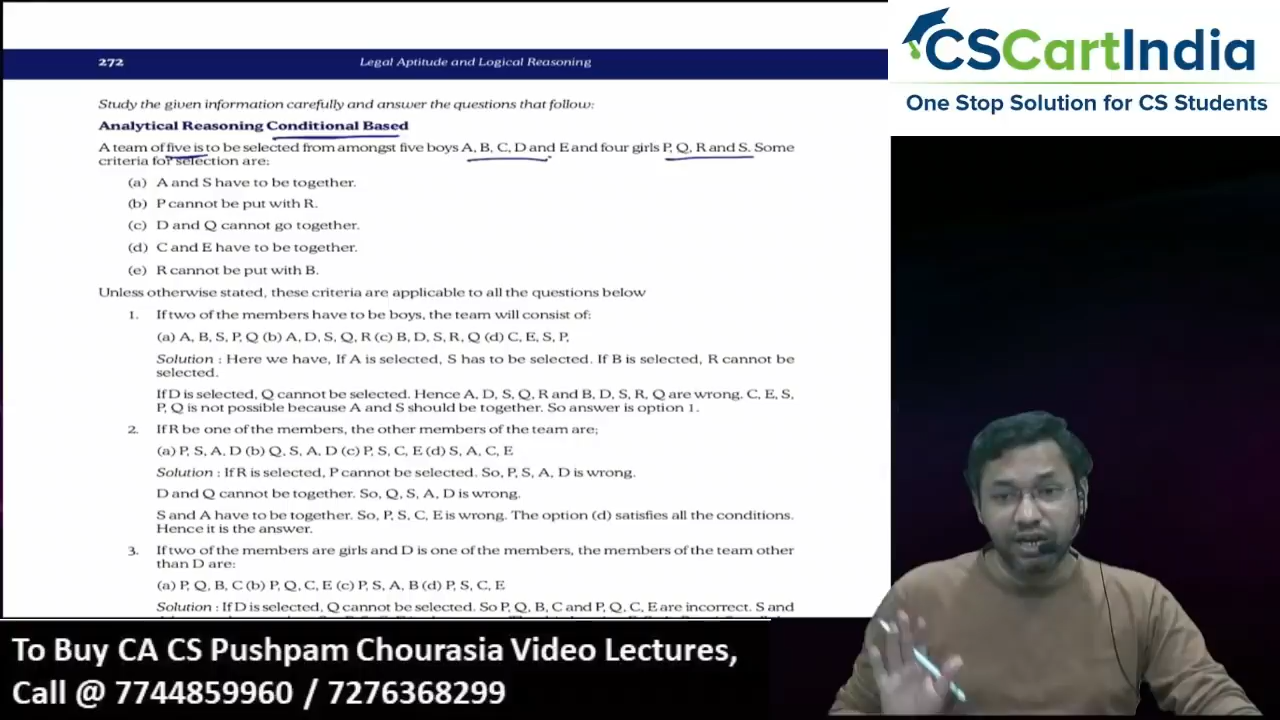 272 Legal Aptitude and Logical Reasoning
CSCartIndia
One Stop Solution for CS Students
Study the given information carefully and answer the questions that follow:
Analytical Reasoning Conditional Based
A team of five is to be selected from amongst five boys A, B, C, D and E and four girls P, Q, R and S. Some
criteria for selection are:
(a) A and S have to be together.
(b) P cannot be put with R.
(c) D and Q cannot go together.
(d) C and E have to be together.
(e) R cannot be put with B.
Unless otherwise stated, these criteria are applicable to all the questions below
1. If two of the members have to be boys, the team will consist of:
(a) A, B, S, P, Q (b) A, D, S, Q, R (c) B, D, S, R, Q (d) C, E, S, P,
Solution : Here we have, If A is selected, S has to be selected. If B is selected, R cannot be
selected.
If D is selected, Q cannot be selected. Hence A, D, S, Q, R and B, D, S, R, Q are wrong. C, E, S,
P, Q is not possible because A and S should be together. So answer is option 1.
2. If R be one of the members, the other members of the team are;
(a) P, S, A, D (b) Q, S, A, D (c) P, S, C, E (d) S, A, C, E
Solution : If R is selected, P cannot be selected. So, P, S, A, D is wrong.
D and Q cannot be together. So, Q, S, A, D is wrong.
S and A have to be together. So, P, S, C, E is wrong. The option (d) satisfies all the conditions.
Hence it is the answer.
3. If two of the members are girls and D is one of the members, the members of the team other
than D are:
(a) P, Q, B, C (b) P, Q, C, E (c) P, S, A, B (d) P, S, C, E
Solution : If D is selected, Q cannot be selected. So P, Q, B, C and P, Q, C, E are incorrect. S and
To Buy CA CS Pushpam Chourasia Video Lectures,
Call @ 7744859960 / 7276368299